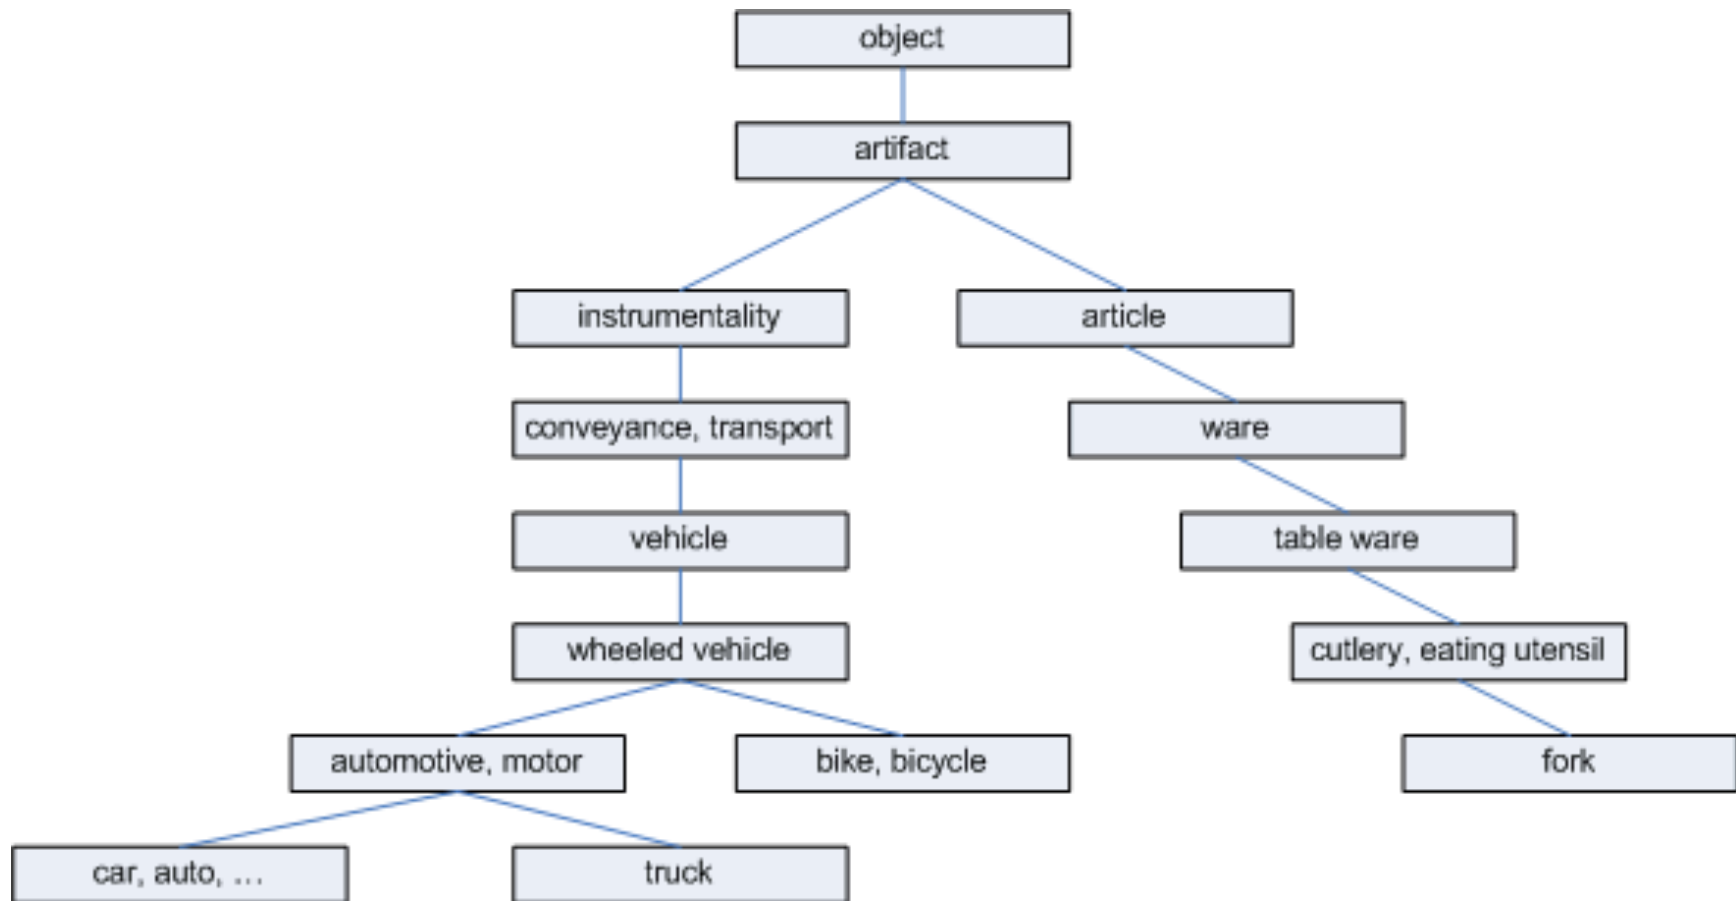 object
artifact
instrumentality
article
conveyance, transport
ware
vehicle
table ware
wheeled vehicle
cutlery, eating utensil
automotive, motor
bike, bicycle
fork
car, auto, …
truck